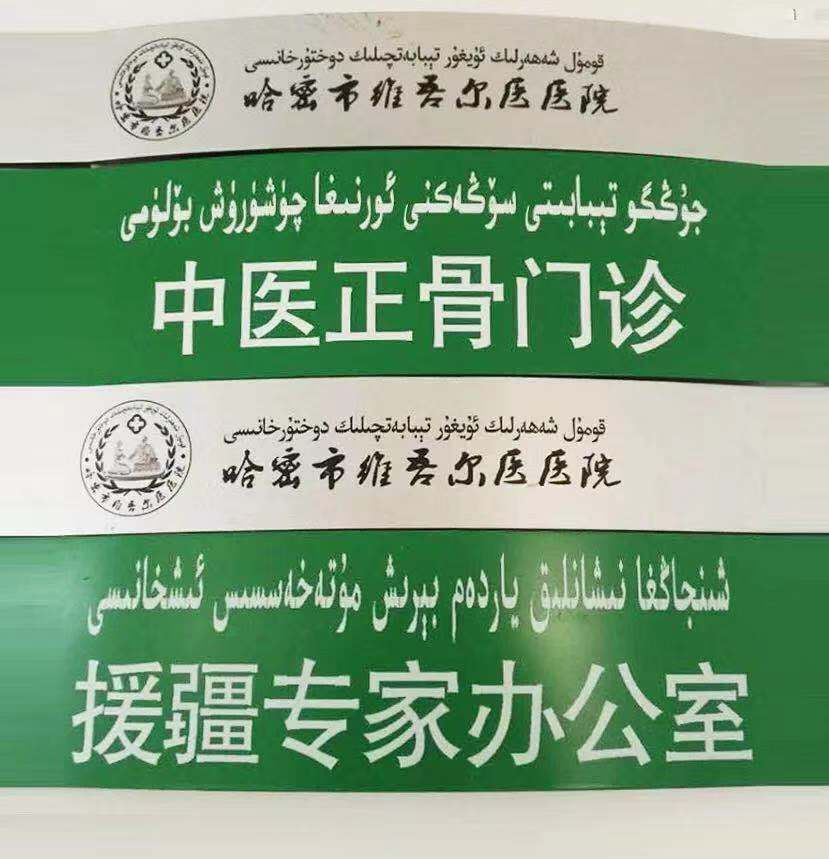 1
قومۇل شەھەرلىك ئۇيغۇر تېبابەتچىلىك دوختۇرخانىسى
哈密市维吾尔医医院
جۇڭگو تېبابىتى سۆڭەكنى ئورنىغا چۈشۈرۈش بۆلۈمى
中医正骨门诊
قومۇل شەھەرلىك ئۇيغۇر تېبابەتچىلىك دوختۇرخانىسى
哈密市维吾尔医医院
شىنجاڭغا نىشانلىق ياردەم بېرىش مۇتەخەسسىس ئىشخانىسى
援疆专家办公室